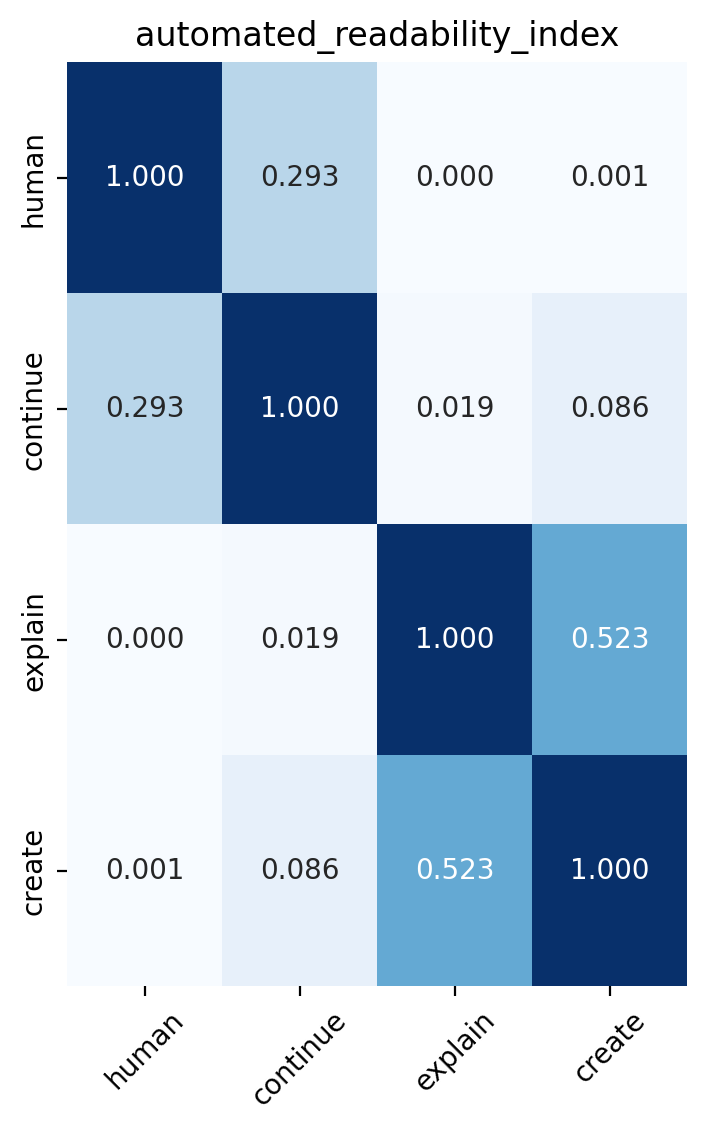 automated_readability_index
human 1.000 0.293 0.000 0.001
continue 0.293 1.000 0.019 0.086
explain 0.000 0.019 1.000 0.523
create 0.001 0.086 0.523 1.000
human continue explain create